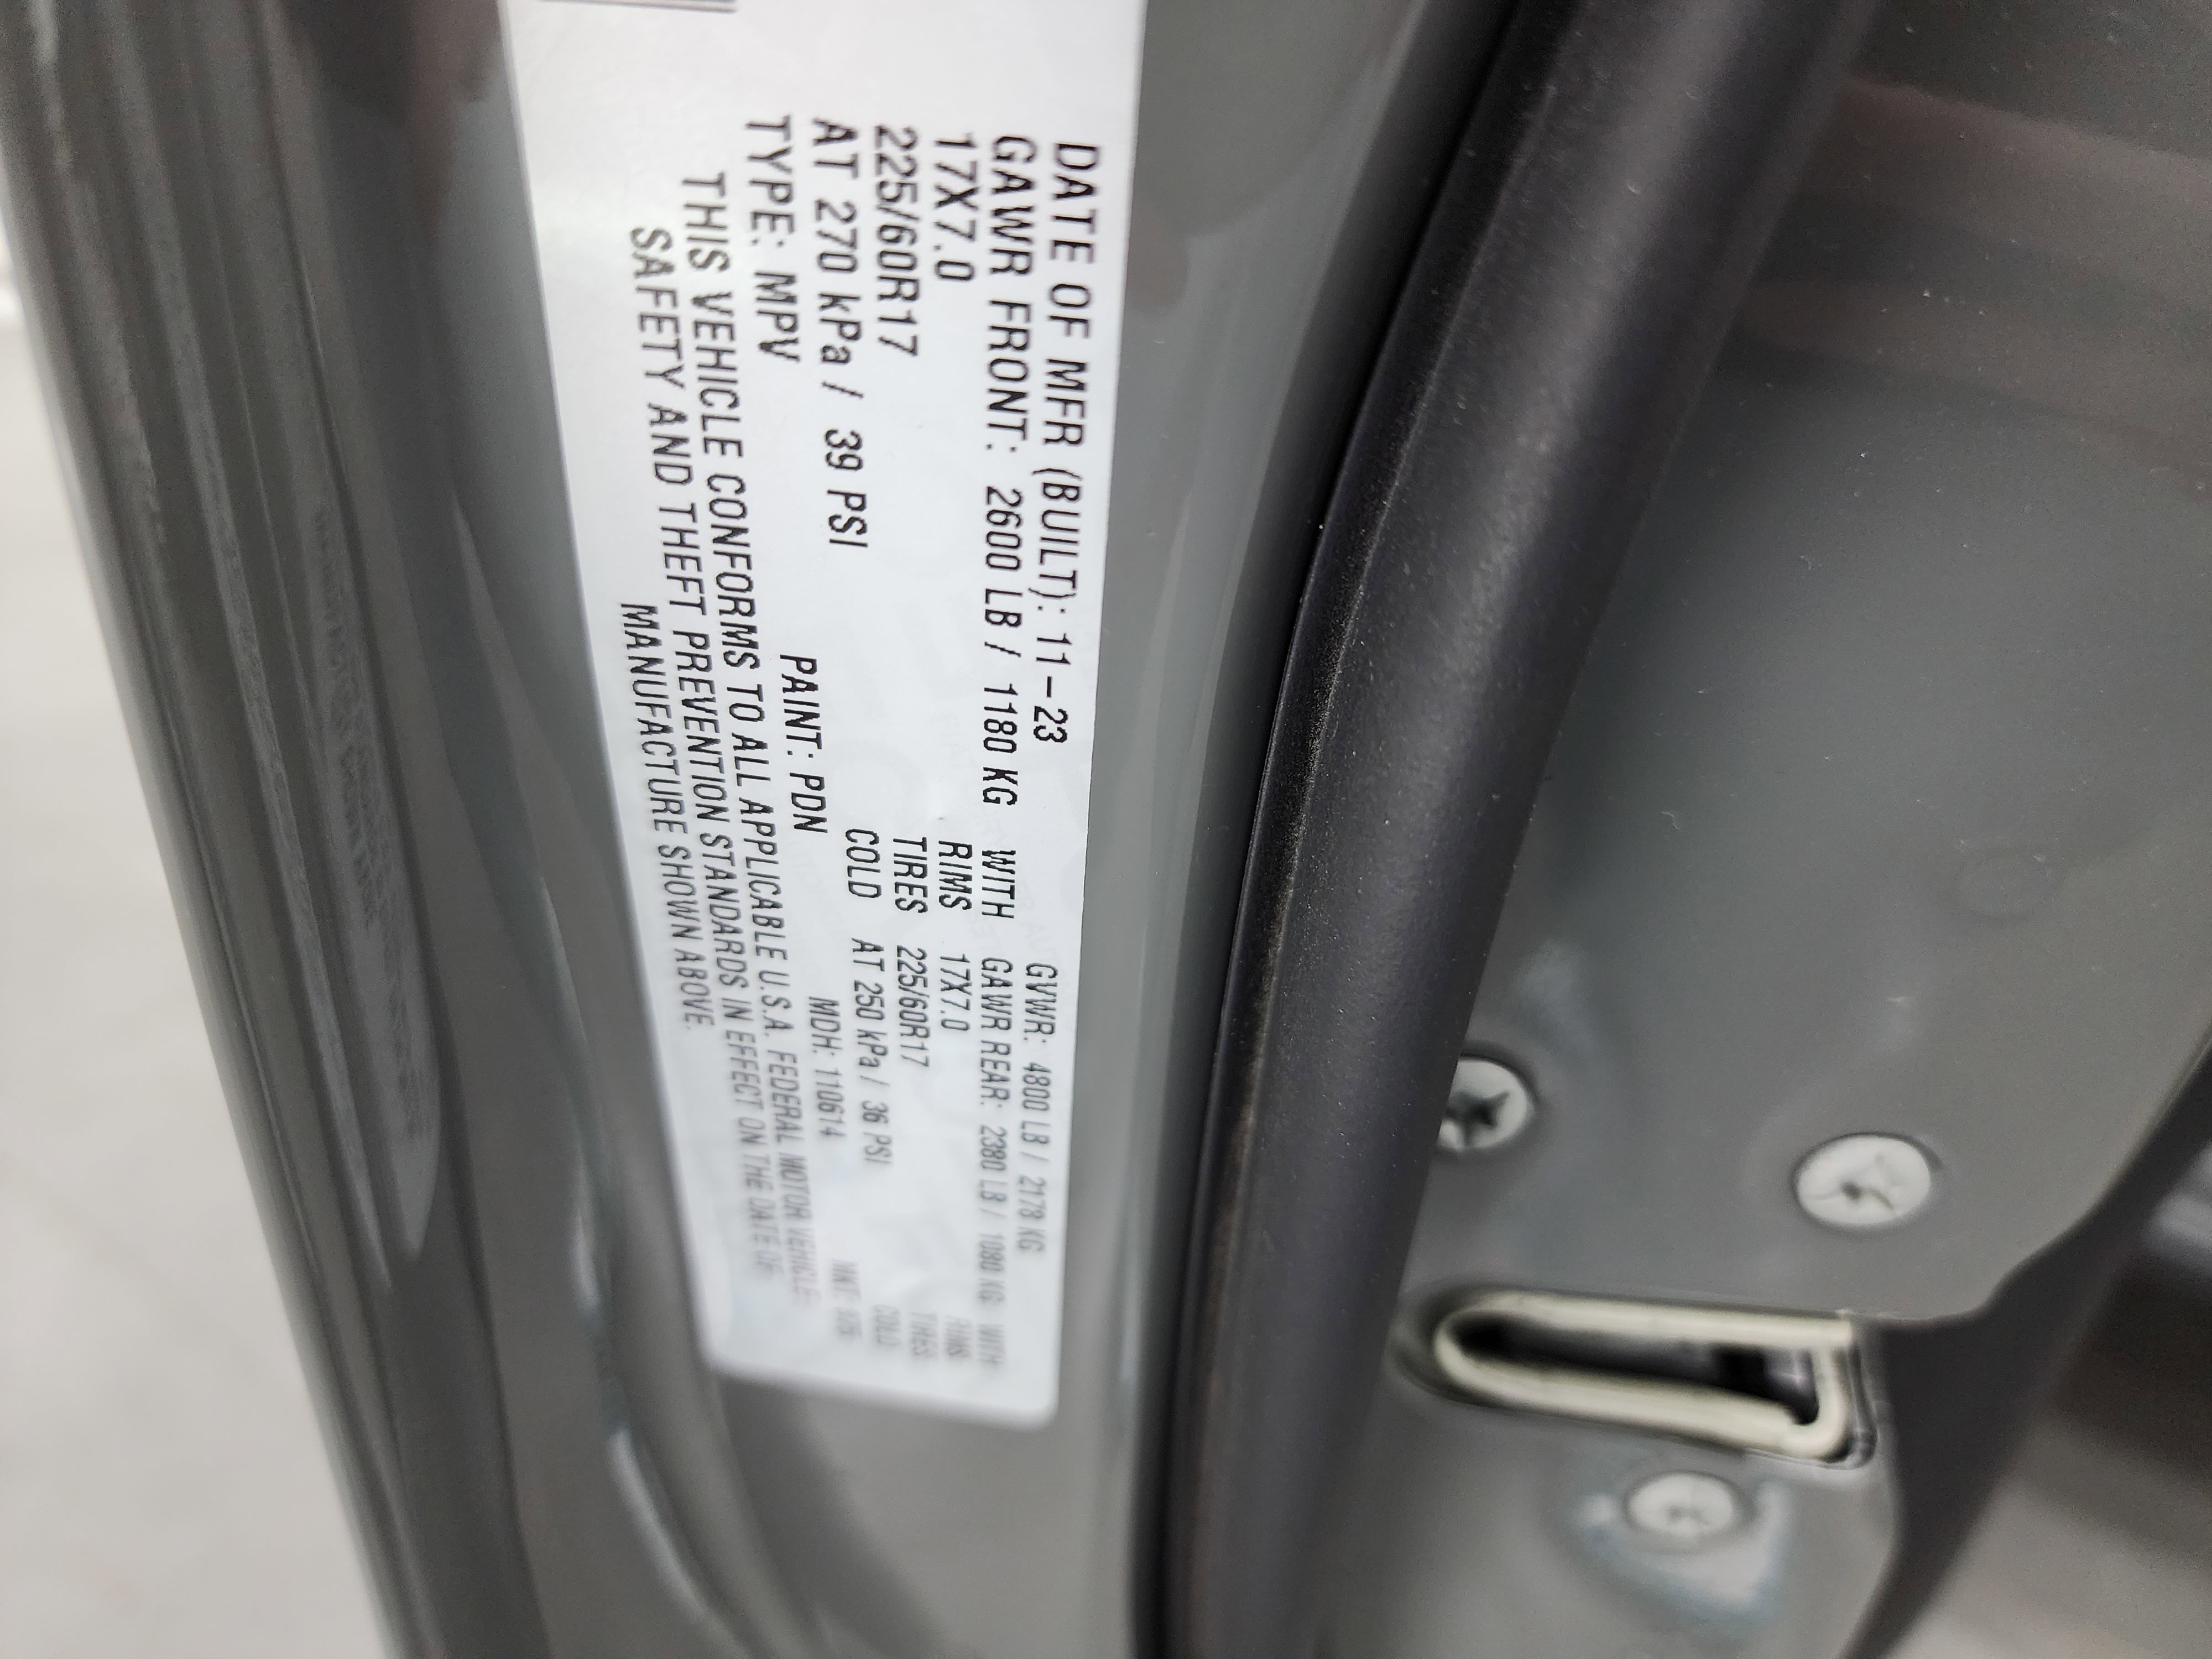 DATE OF MFR (BUILT): 11-23 GVWR: 4800 LB / 2178 KG
GAWR FRONT: 2600 LB / 1180 KG WITH GAWR REAR: 2380 LB / 1080 KG WITH
17X7.0 RIMS 17X7.0 RIMS
225/60R17 TIRES 225/60R17 TIRES
AT 270 kPa / 39 PSI COLD AT 250 kPa / 36 PSI COLD
TYPE: MPV PAINT: PDN MDH: 110614
THIS VEHICLE CONFORMS TO ALL APPLICABLE U.S.A. FEDERAL MOTOR VEHICLE
SAFETY AND THEFT PREVENTION STANDARDS IN EFFECT ON THE DATE OF
MANUFACTURE SHOWN ABOVE.